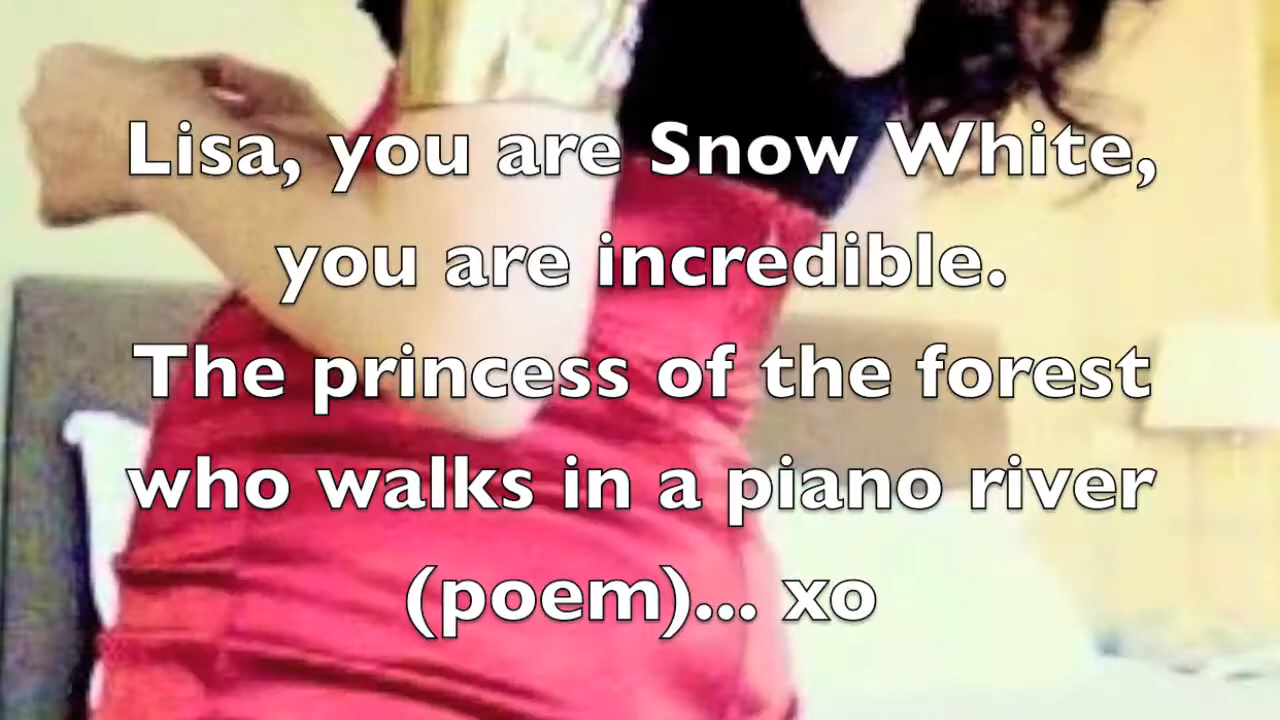 Lisa, you are Snow White,
you are incredible.
The princess of the forest
who walks in a piano river
(poem)... xo